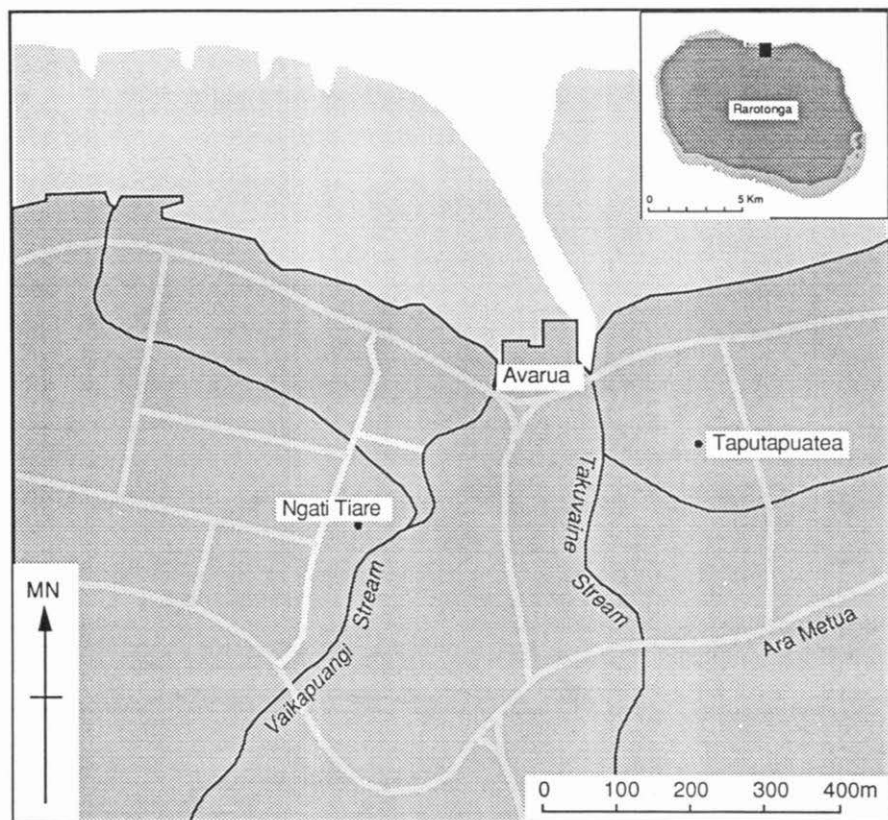 Rarotonga
0 5 Km
Avarua
Taputapuatea
Ngati Tiare
Takuvaine Stream
Vaikapuangi Stream
Ara Metua
MN
0 100 200 300 400m